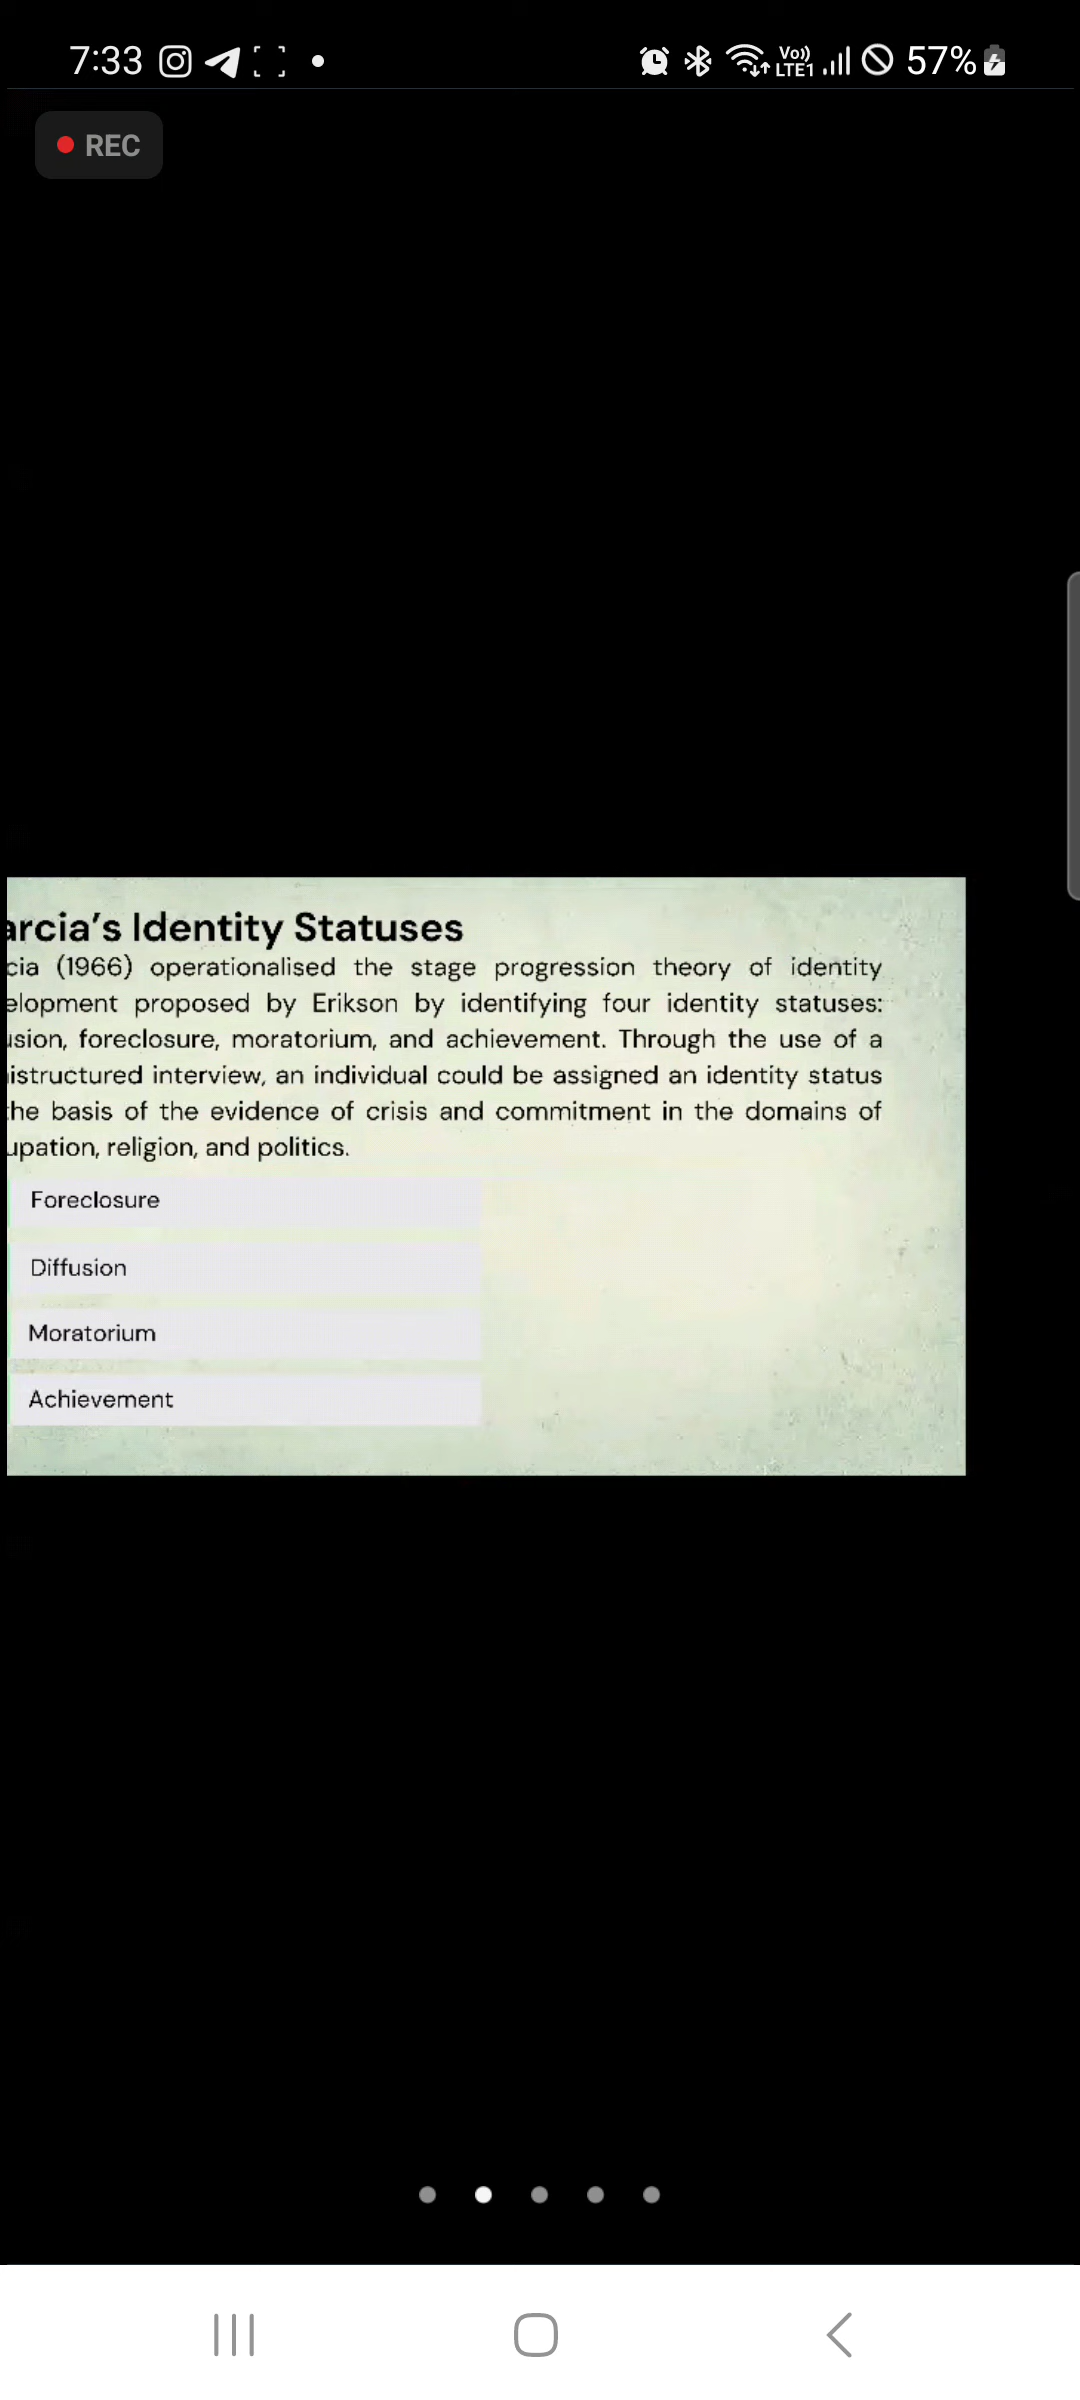 7:33 Vo)) LTE1 57%
REC
arcia's Identity Statuses
cia (1966) operationalised the stage progression theory of identity
elopment proposed by Erikson by identifying four identity statuses:
usion, foreclosure, moratorium, and achievement. Through the use of a
istructured interview, an individual could be assigned an identity status
the basis of the evidence of crisis and commitment in the domains of
upation, religion, and politics.
Foreclosure
Diffusion
Moratorium
Achievement